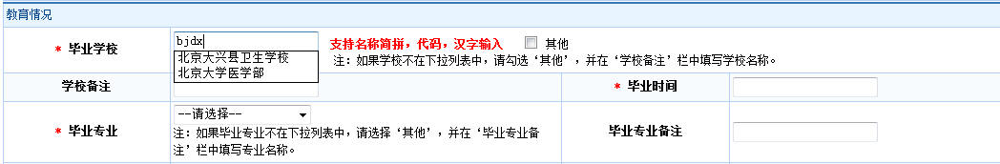 教育情况
* 毕业学校
bjdx
支持名称简拼，代码，汉字输入
其他
北京大兴县卫生学校
北京大学医学部
注：如果学校不在下拉列表中，请勾选‘其他’，并在‘学校备注’栏中填写学校名称。
学校备注
* 毕业时间
* 毕业专业
--请选择--
注：如果毕业专业不在下拉列表中，请选择‘其他’，并在‘毕业专业备
注’栏中填写专业名称。
毕业专业备注